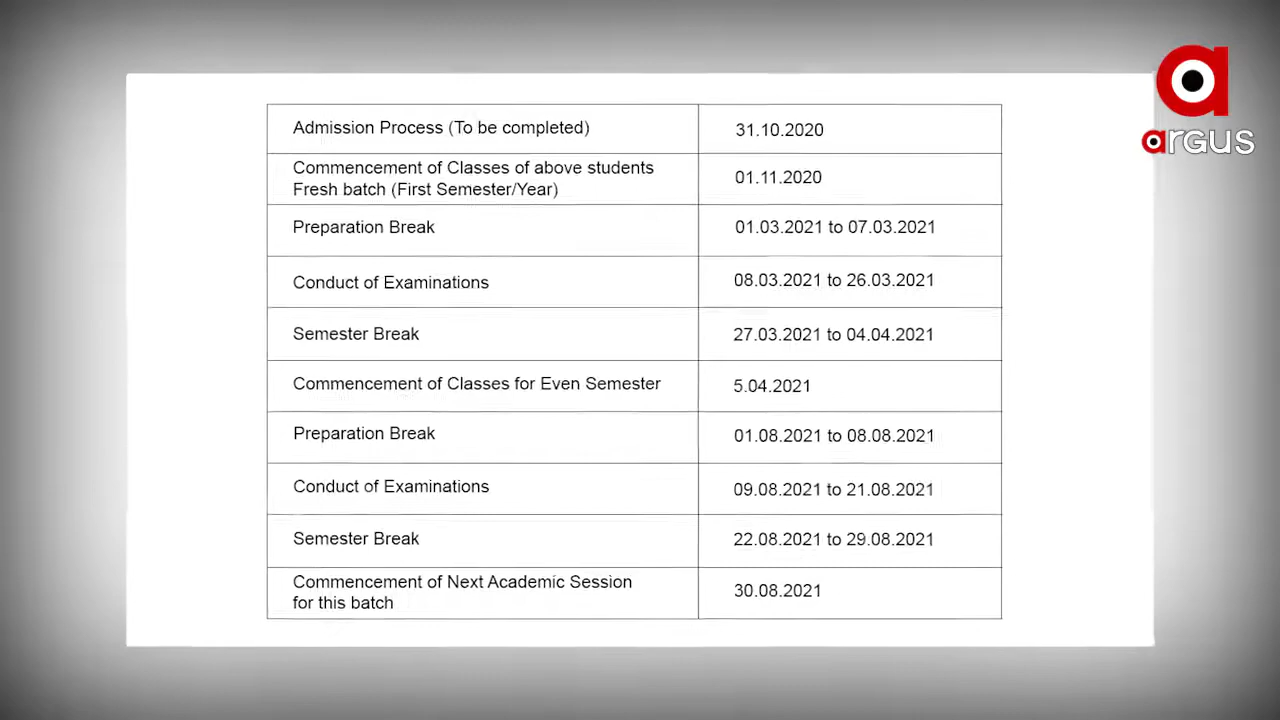 argus
Admission Process (To be completed) 31.10.2020
Commencement of Classes of above students
Fresh batch (First Semester/Year) 01.11.2020
Preparation Break 01.03.2021 to 07.03.2021
Conduct of Examinations 08.03.2021 to 26.03.2021
Semester Break 27.03.2021 to 04.04.2021
Commencement of Classes for Even Semester 5.04.2021
Preparation Break 01.08.2021 to 08.08.2021
Conduct of Examinations 09.08.2021 to 21.08.2021
Semester Break 22.08.2021 to 29.08.2021
Commencement of Next Academic Session
for this batch 30.08.2021